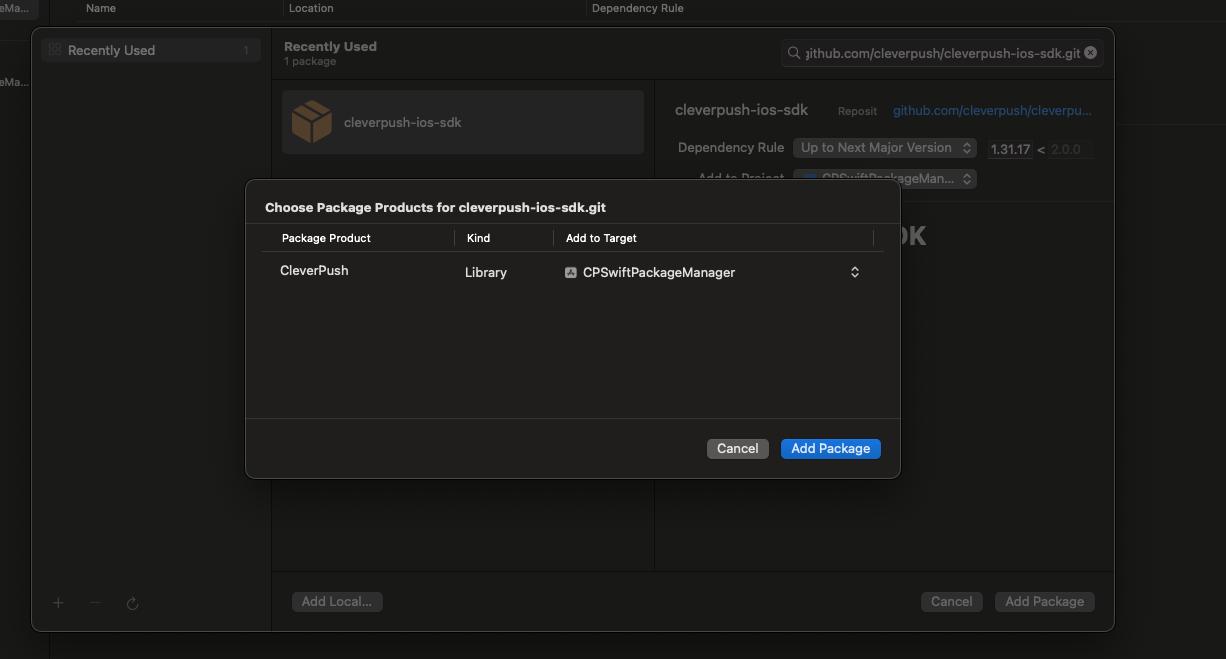 eMa...
Name
Location
Dependency Rule
Recently Used
1
Recently Used
1 package
github.com/cleverpush/cleverpush-ios-sdk.git
eMa...
cleverpush-ios-sdk
cleverpush-ios-sdk
Reposit
github.com/cleverpush/cleverpu...
Dependency Rule
Up to Next Major Version
1.31.17 < 2.0.0
Add to Project
CPSwiftPackageMan...
DK
Choose Package Products for cleverpush-ios-sdk.git
Package Product
Kind
Add to Target
CleverPush
Library
CPSwiftPackageManager
Cancel
Add Package
Add Local...
Cancel
Add Package